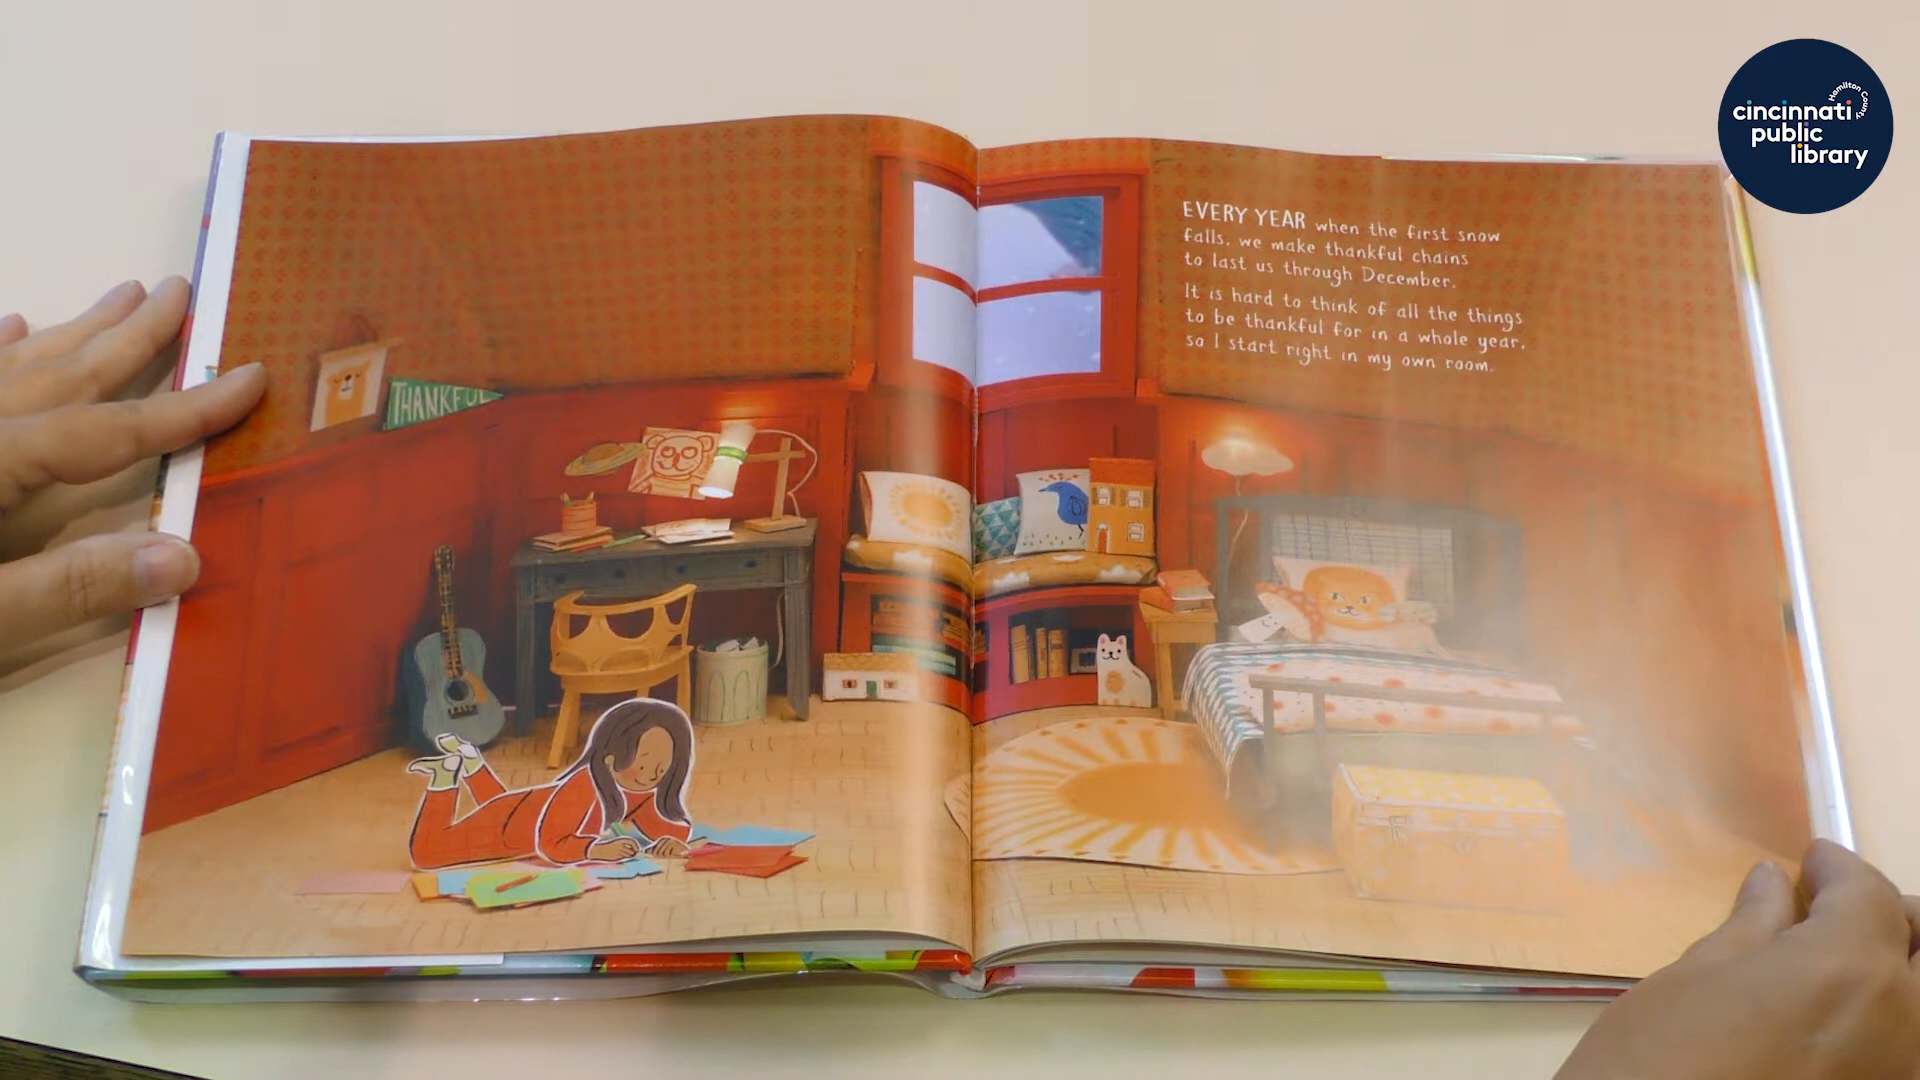 Hamilton County
cincinnati
public
library
EVERY YEAR when the first snow
falls, we make thankful chains
to last us through December.
It is hard to think of all the things
to be thankful for in a whole year,
so I start right in my own room.
THANKFUL